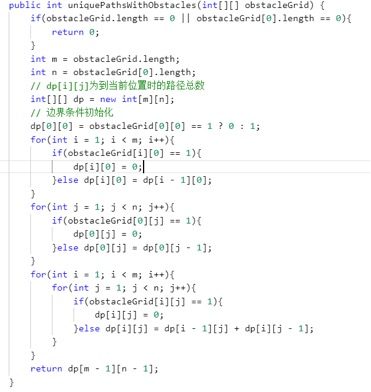 public int uniquePathsWithObstacles(int[][] obstacleGrid) {
if(obstacleGrid.length == 0 || obstacleGrid[0].length == 0){
return 0;
}
int m = obstacleGrid.length;
int n = obstacleGrid[0].length;
// dp[i][j]为到当前位置时的路径总数
int[][] dp = new int[m][n];
// 边界条件初始化
dp[0][0] = obstacleGrid[0][0] == 1 ? 0 : 1;
for(int i = 1; i < m; i++){
if(obstacleGrid[i][0] == 1){
dp[i][0] = 0;
}else dp[i][0] = dp[i - 1][0];
}
for(int j = 1; j < n; j++){
if(obstacleGrid[0][j] == 1){
dp[0][j] = 0;
}else dp[0][j] = dp[0][j - 1];
}
for(int i = 1; i < m; i++){
for(int j = 1; j < n; j++){
if(obstacleGrid[i][j] == 1){
dp[i][j] = 0;
}else dp[i][j] = dp[i - 1][j] + dp[i][j - 1];
}
}
return dp[m - 1][n - 1];
}